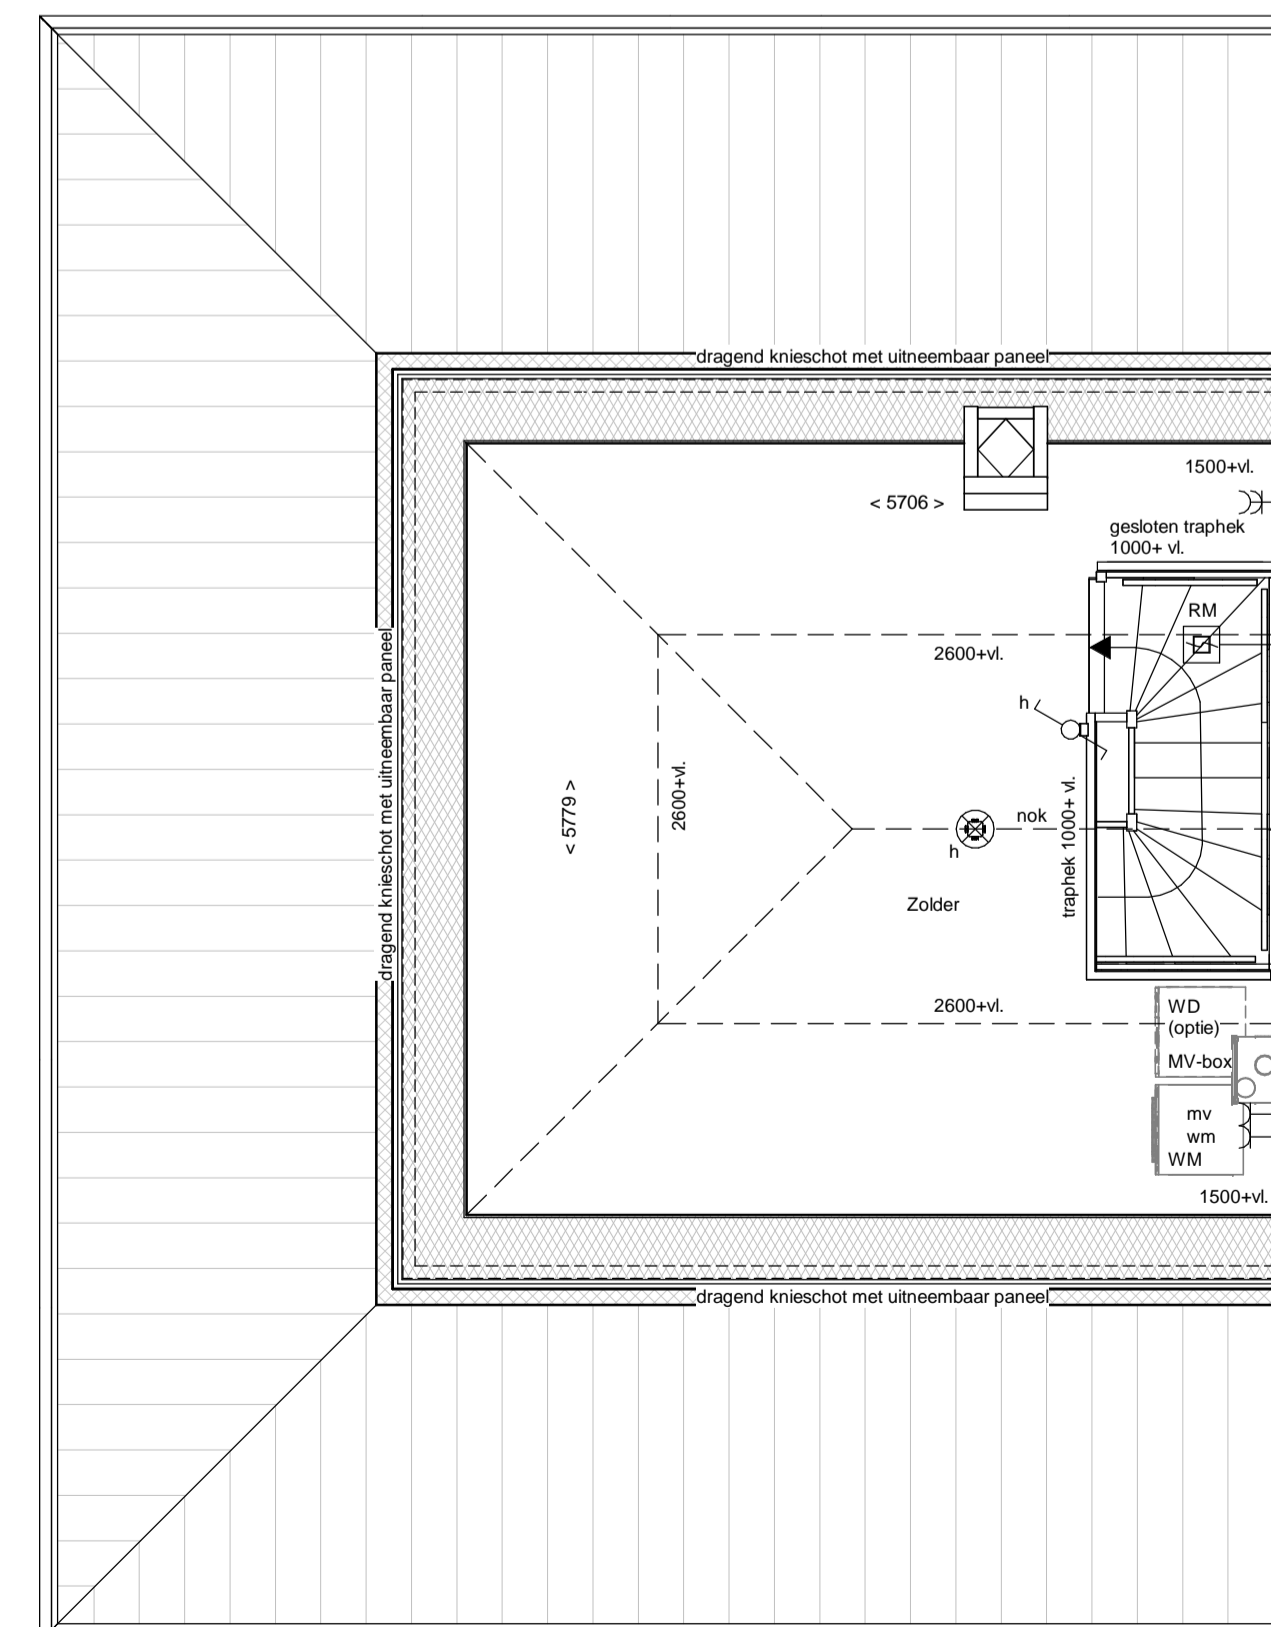 dragend knieschot met uitneembaar paneel
1500+vl.
< 5706 >
gesloten traphek
1000+ vl.
RM
2600+vl.
h
dragend knieschot met uitneembaar paneel
< 5779 >
2600+vl.
traphek 1000+ vl.
nok
h
Zolder
2600+vl.
WD
(optie)
MV-box
mv
wm
WM
1500+vl.
dragend knieschot met uitneembaar paneel